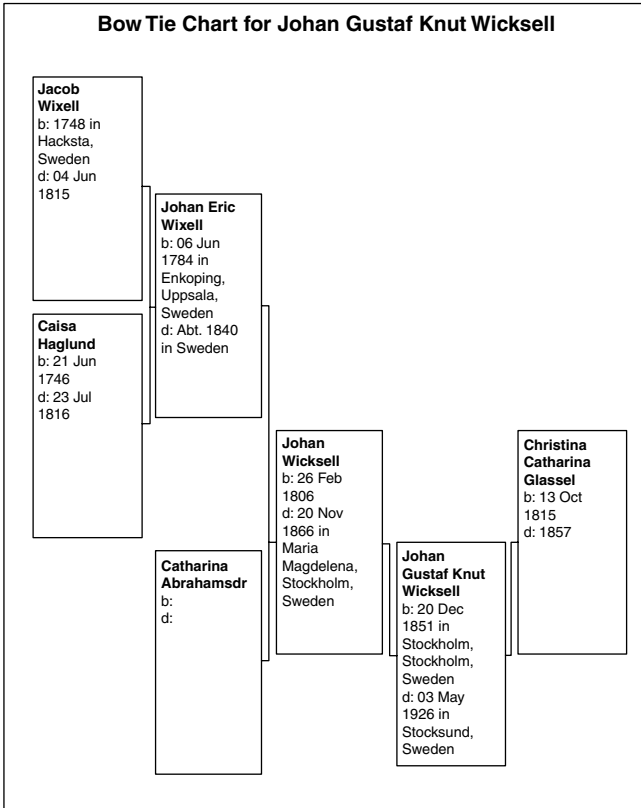 Bow Tie Chart for Johan Gustaf Knut Wicksell
Jacob
Wixell
b: 1748 in
Hacksta,
Sweden
d: 04 Jun
1815
Caisa
Haglund
b: 21 Jun
1746
d: 23 Jul
1816
Johan Eric
Wixell
b: 06 Jun
1784 in
Enkoping,
Uppsala,
Sweden
d: Abt. 1840
in Sweden
Catharina
Abrahamsdr
b:
d:
Johan
Wicksell
b: 26 Feb
1806
d: 20 Nov
1866 in
Maria
Magdelena,
Stockholm,
Sweden
Johan
Gustaf Knut
Wicksell
b: 20 Dec
1851 in
Stockholm,
Stockholm,
Sweden
d: 03 May
1926 in
Stocksund,
Sweden
Christina
Catharina
Glassel
b: 13 Oct
1815
d: 1857